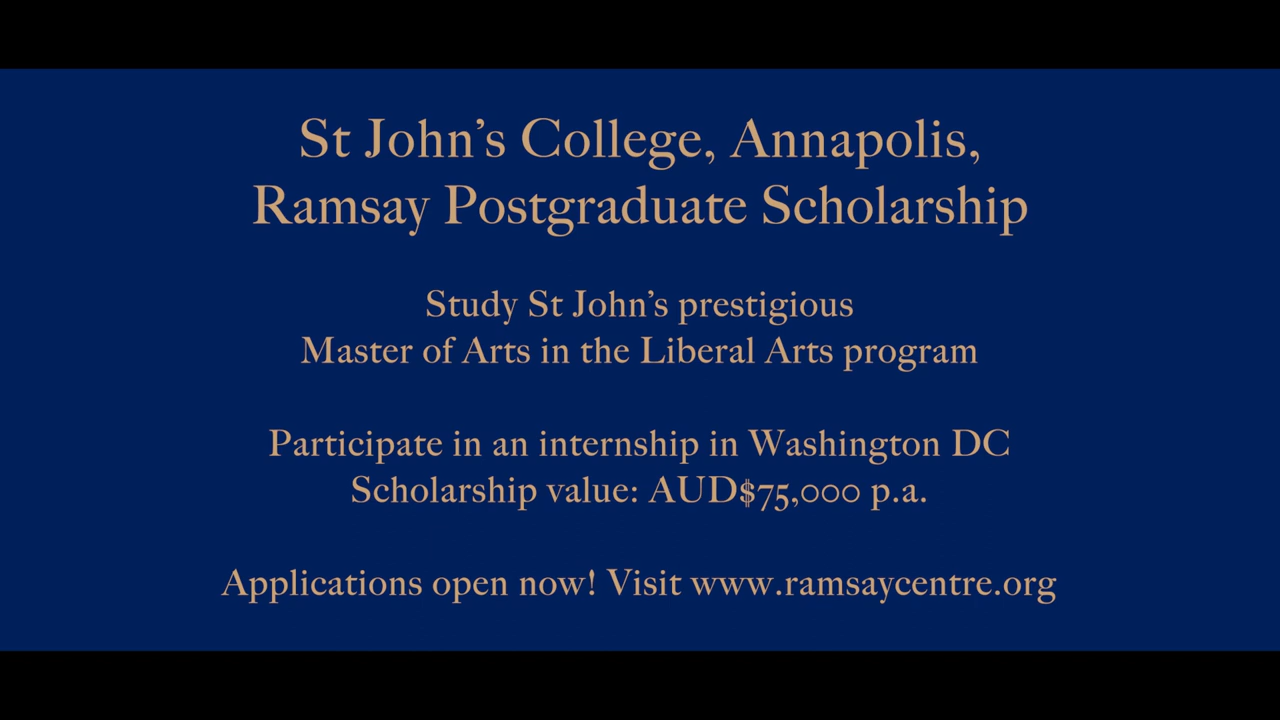 St John’s College, Annapolis,
Ramsay Postgraduate Scholarship
Study St John’s prestigious
Master of Arts in the Liberal Arts program
Participate in an internship in Washington DC
Scholarship value: AUD$75,000 p.a.
Applications open now! Visit www.ramsaycentre.org